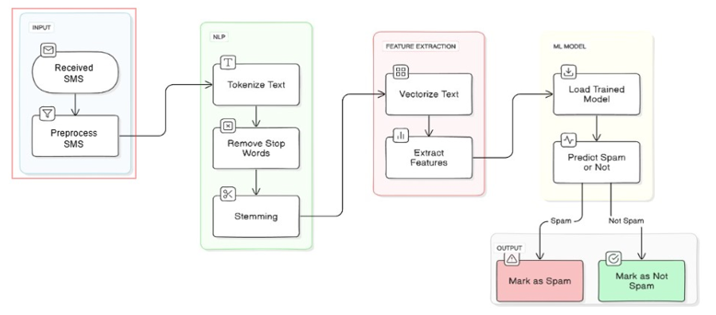 INPUT
Received
SMS
Preprocess
SMS
NLP
Tokenize Text
Remove Stop
Words
Stemming
FEATURE EXTRACTION
Vectorize Text
Extract
Features
ML MODEL
Load Trained
Model
Predict Spam
or Not
Spam
Not Spam
OUTPUT
Mark as Spam
Mark as Not
Spam